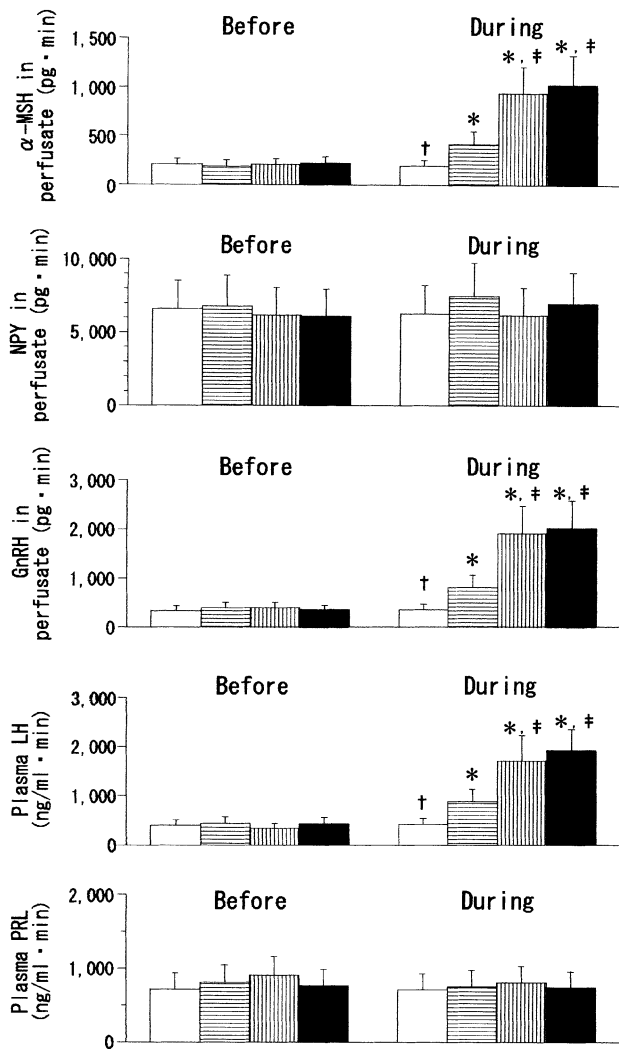 Before
During
α-MSH in
perfusate (pg・min)
1,500
1,000
500
0
†
*
*, ‡
*, ‡
Before
During
NPY in
perfusate (pg・min)
10,000
5,000
0
Before
During
GnRH in
perfusate (pg・min)
3,000
2,000
1,000
0
†
*
*, ‡
*, ‡
Before
During
Plasma LH
(ng/ml・min)
3,000
2,000
1,000
0
†
*
*, ‡
*, ‡
Before
During
Plasma PRL
(ng/ml・min)
2,000
1,000
0